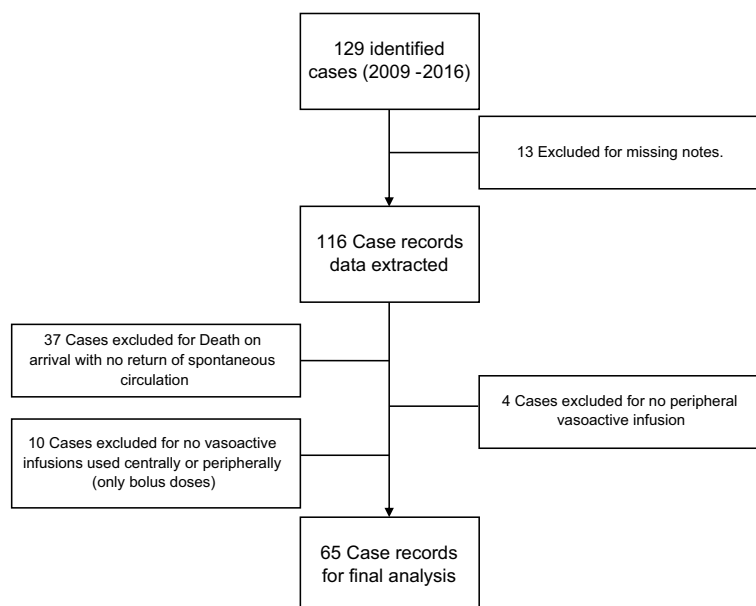 129 identified
cases (2009 -2016)
13 Excluded for missing notes.
116 Case records
data extracted
37 Cases excluded for Death on
arrival with no return of spontaneous
circulation
4 Cases excluded for no peripheral
vasoactive infusion
10 Cases excluded for no vasoactive
infusions used centrally or peripherally
(only bolus doses)
65 Case records
for final analysis